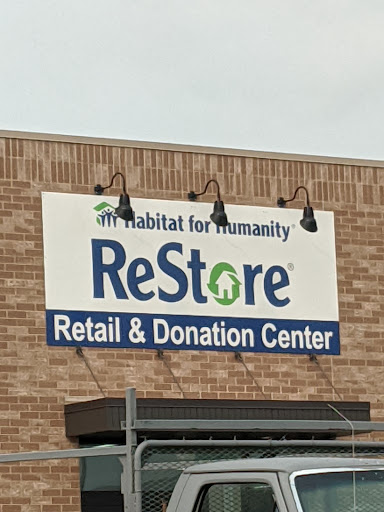 Habitat for Humanity®
ReStore®
Retail & Donation Center